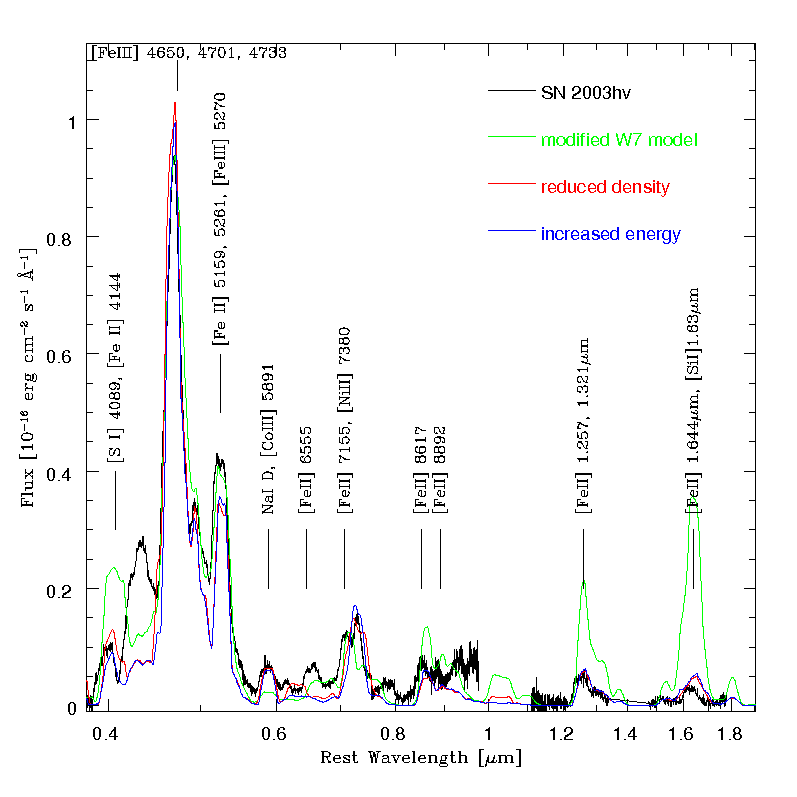 [FeIII] 4650, 4701, 4733
SN 2003hv
modified W7 model
reduced density
increased energy
[S I] 4089, [Fe II] 4144
[Fe II] 5159, 5261, [FeIII] 5270
NaI D, [CoIII] 5891
[FeII] 6555
[FeII] 7155, [NiII] 7380
[FeII] 8617
[FeII] 8892
[FeII] 1.257, 1.321μm
[FeII] 1.644μm, [SiI]1.63μm
Flux [10⁻¹⁶ erg cm⁻² s⁻¹ Å⁻¹]
1
0.8
0.6
0.4
0.2
0
0.4 0.6 0.8 1 1.2 1.4 1.6 1.8
Rest Wavelength [μm]